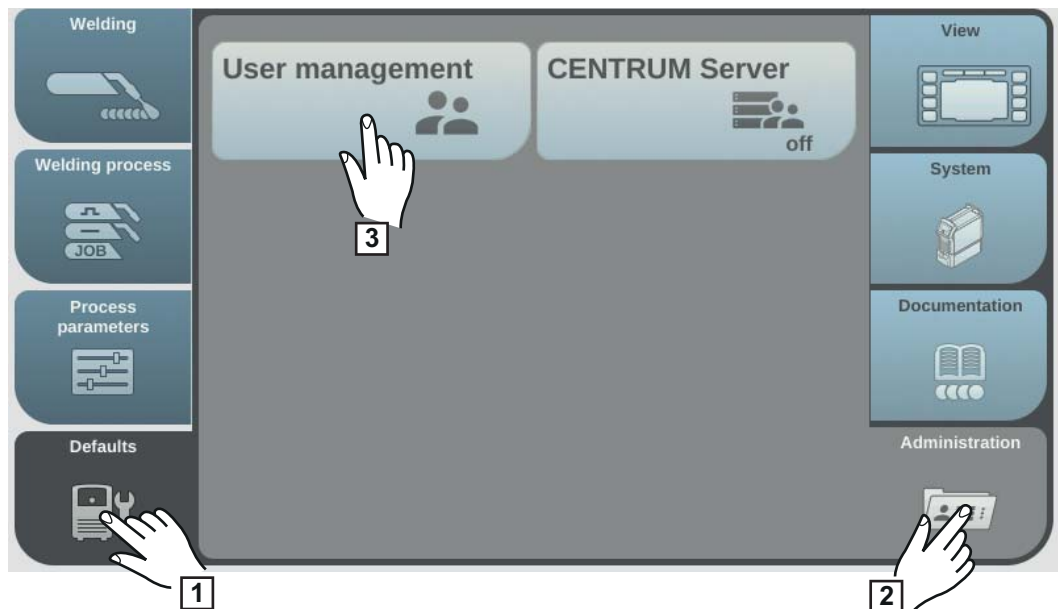 Welding
Welding process
JOB
Process
parameters
Defaults
1
User management
3
CENTRUM Server
off
View
System
Documentation
Administration
2